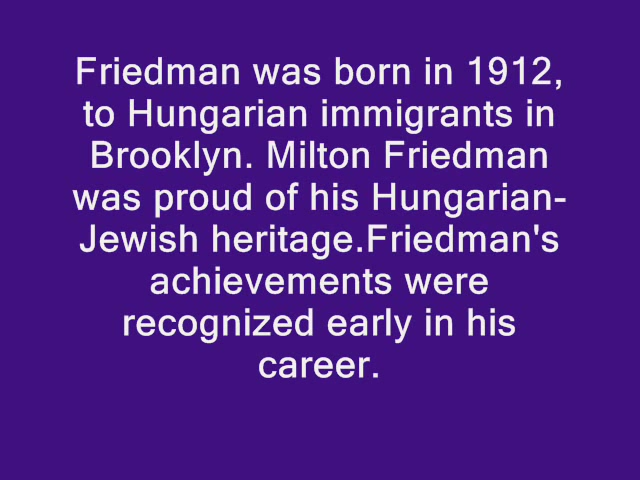 Friedman was born in 1912,
to Hungarian immigrants in
Brooklyn. Milton Friedman
was proud of his Hungarian-
Jewish heritage.Friedman's
achievements were
recognized early in his
career.